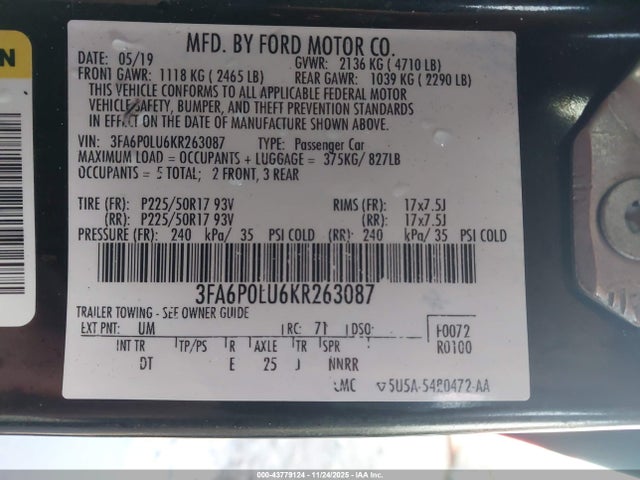 MFD. BY FORD MOTOR CO.
DATE: 05/19 GVWR: 2136 KG ( 4710 LB)
FRONT GAWR: 1118 KG ( 2465 LB) REAR GAWR: 1039 KG ( 2290 LB)
THIS VEHICLE CONFORMS TO ALL APPLICABLE FEDERAL MOTOR
VEHICLE SAFETY, BUMPER, AND THEFT PREVENTION STANDARDS
IN EFFECT ON THE DATE OF MANUFACTURE SHOWN ABOVE.
VIN: 3FA6P0LU6KR263087 TYPE: Passenger Car
MAXIMUM LOAD = OCCUPANTS + LUGGAGE = 375KG/ 827LB
OCCUPANTS = 5 TOTAL; 2 FRONT, 3 REAR
TIRE (FR): P225/50R17 93V RIMS (FR): 17x7.5J
(RR): P225/50R17 93V (RR): 17x7.5J
PRESSURE (FR): 240 kPa/ 35 PSI COLD (RR): 240 kPa/ 35 PSI COLD
3FA6P0LU6KR263087
TRAILER TOWING - SEE OWNER GUIDE
EXT PNT: UM RC: 71 DSO: F0072
INT TR TP/PS R AXLE TR SPR R0100
DT E 25 J NNRR
5U5A-5420472-AA
000-43779124 - 11/24/2025 - IAA Inc.